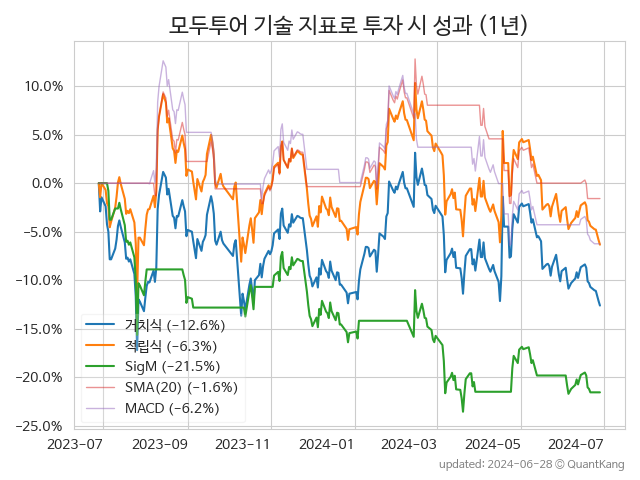 모두투어 기술 지표로 투자 시 성과 (1년)
10.0%
5.0%
0.0%
−5.0%
−10.0%
−15.0%
−20.0%
−25.0%
거치식 (−12.6%)
적립식 (−6.3%)
SigM (−21.5%)
SMA(20) (−1.6%)
MACD (−6.2%)
2023-07 2023-09 2023-11 2024-01 2024-03 2024-05 2024-07
updated: 2024-06-28 ⓒ QuantKang